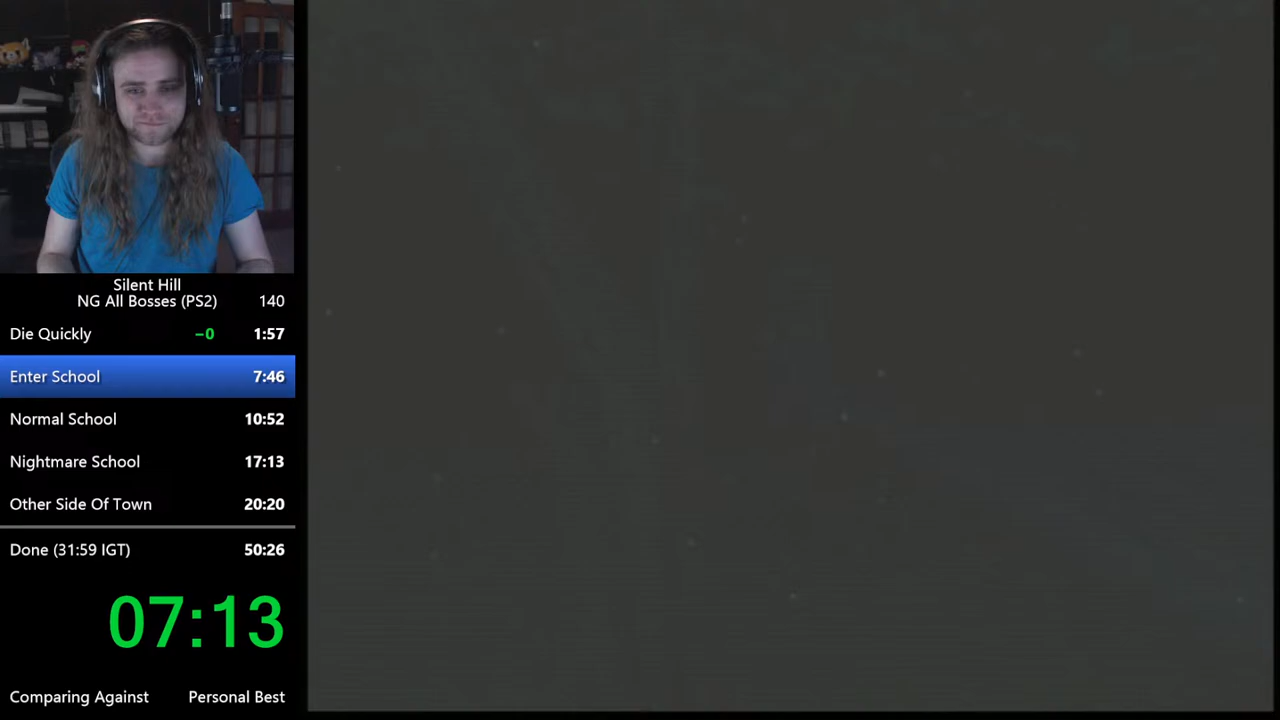 Silent Hill
NG All Bosses (PS2) 140
Die Quickly −0 1:57
Enter School 7:46
Normal School 10:52
Nightmare School 17:13
Other Side Of Town 20:20
Done (31:59 IGT) 50:26
07:13
Comparing Against Personal Best